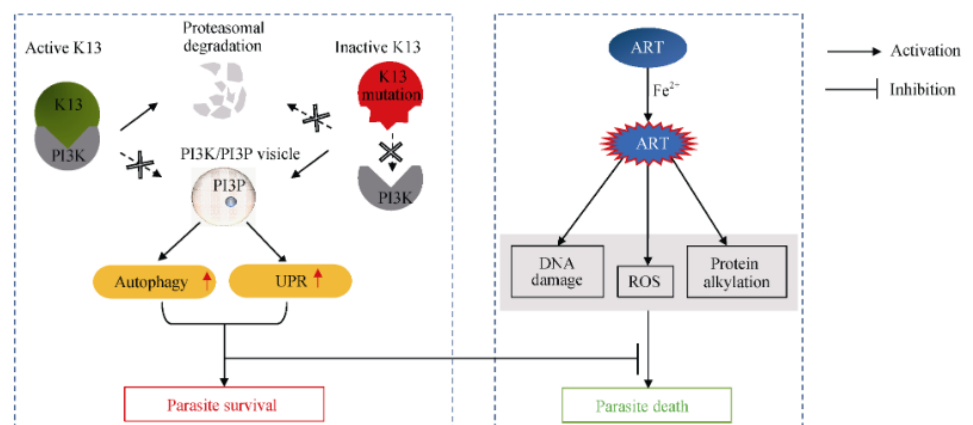 Active K13
Proteasomal
degradation
Inactive K13
K13
PI3K
K13
mutation
PI3K/PI3P visicle
PI3P
PI3K
Autophagy
UPR
Parasite survival
ART
Fe²⁺
ART
DNA
damage
ROS
Protein
alkylation
Parasite death
Activation
Inhibition